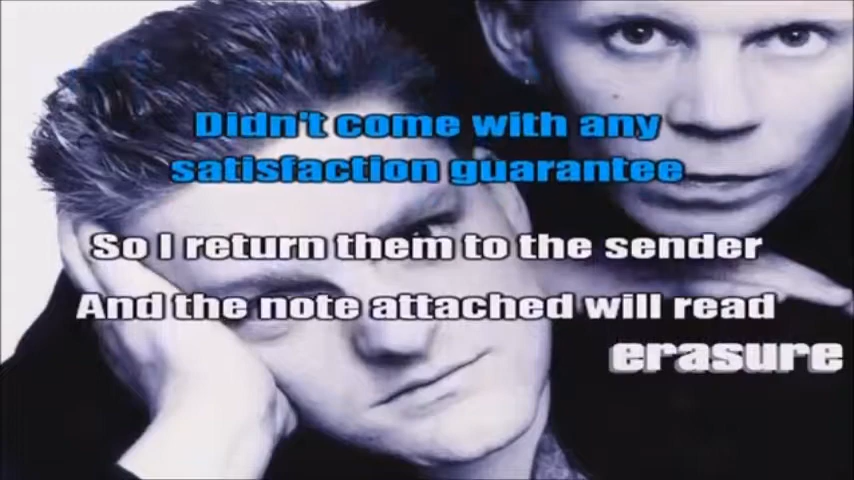 Didn't come with any
satisfaction guarantee
So I return them to the sender
And the note attached will read
erasure